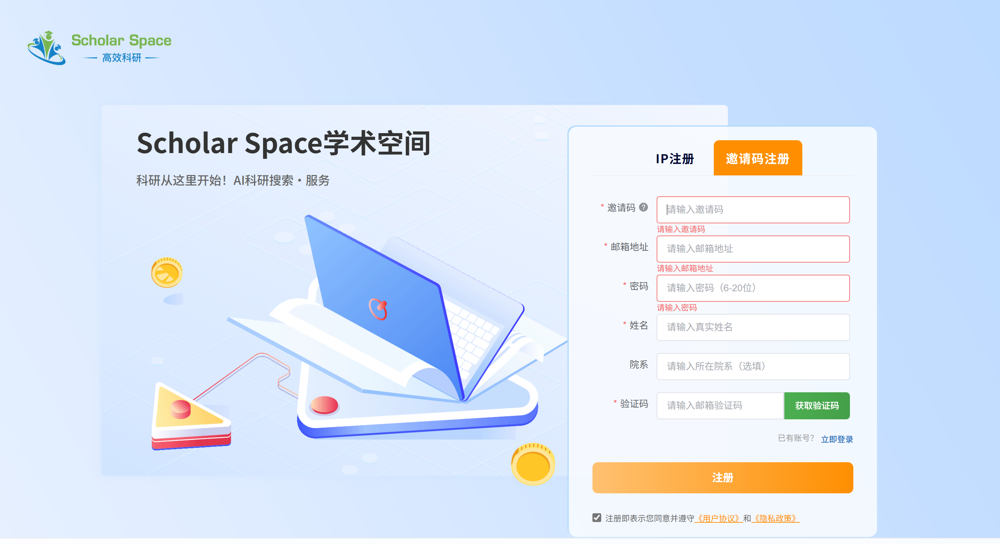 Scholar Space
高效科研
Scholar Space学术空间
科研从这里开始！AI科研搜索·服务
IP注册
邀请码注册
* 邀请码 ?
请输入邀请码
请输入邀请码
* 邮箱地址
请输入邮箱地址
请输入邮箱地址
* 密码
请输入密码（6-20位）
请输入密码
* 姓名
请输入真实姓名
院系
请输入所在院系（选填）
* 验证码
请输入邮箱验证码
获取验证码
已有账号？ 立即登录
注册
注册即表示您同意并遵守《用户协议》和《隐私政策》